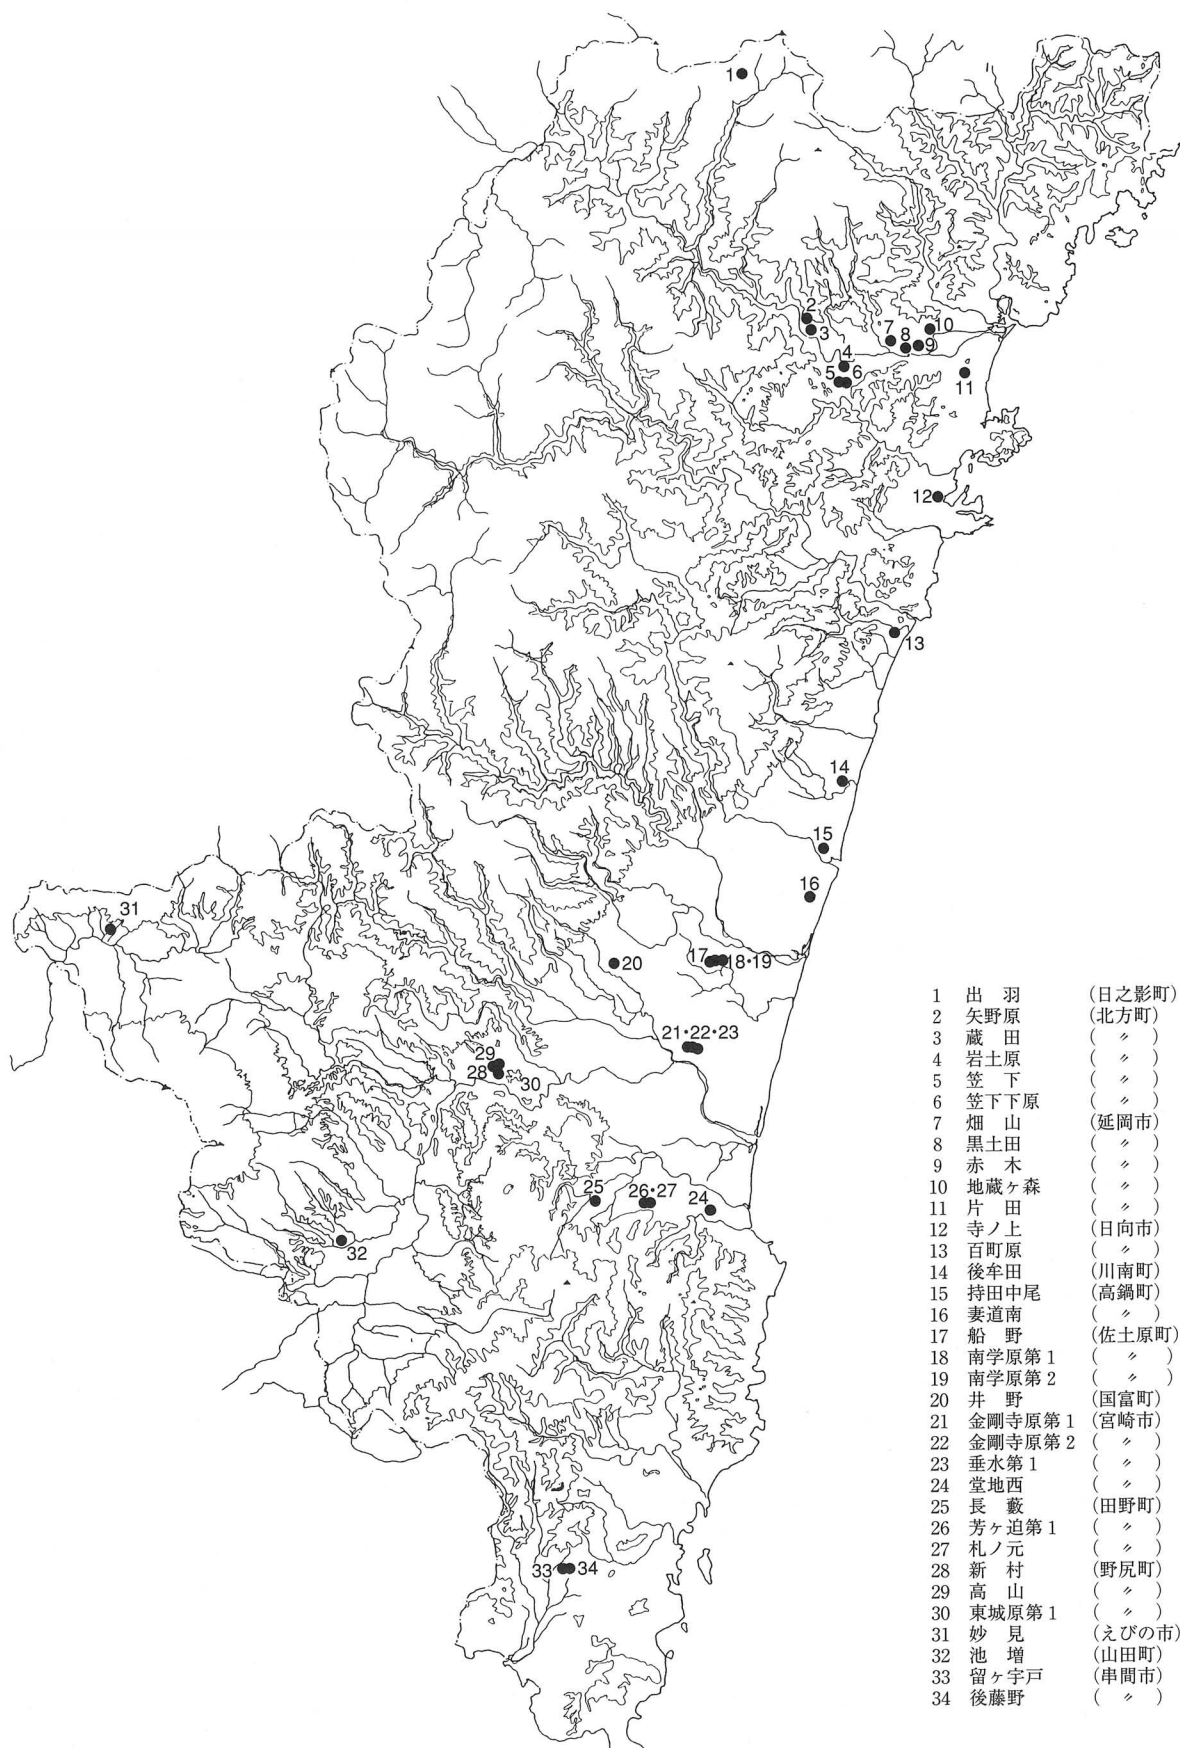 1
2
3
4
5
6
7
8
9
10
11
12
13
14
15
16
17
18・19
20
21・22・23
24
25
26・27
28
29
30
31
32
33
34
1 出 羽 (日之影町)
2 矢野原 (北方町)
3 蔵 田 ( 〃 )
4 岩土原 ( 〃 )
5 笠 下 ( 〃 )
6 笠下下原 ( 〃 )
7 畑 山 (延岡市)
8 黒土田 ( 〃 )
9 赤 木 ( 〃 )
10 地蔵ヶ森 ( 〃 )
11 片 田 ( 〃 )
12 寺ノ上 (日向市)
13 百町原 ( 〃 )
14 後牟田 (川南町)
15 持田中尾 (高鍋町)
16 妻道南 ( 〃 )
17 船 野 (佐土原町)
18 南学原第1 ( 〃 )
19 南学原第2 ( 〃 )
20 井 野 (国富町)
21 金剛寺原第1 (宮崎市)
22 金剛寺原第2 ( 〃 )
23 垂水第1 ( 〃 )
24 堂地西 ( 〃 )
25 長 藪 (田野町)
26 芳ヶ迫第1 ( 〃 )
27 札ノ元 ( 〃 )
28 新 村 (野尻町)
29 高 山 ( 〃 )
30 東城原第1 ( 〃 )
31 妙 見 (えびの市)
32 池 増 (山田町)
33 留ヶ宇戸 (串間市)
34 後藤野 ( 〃 )